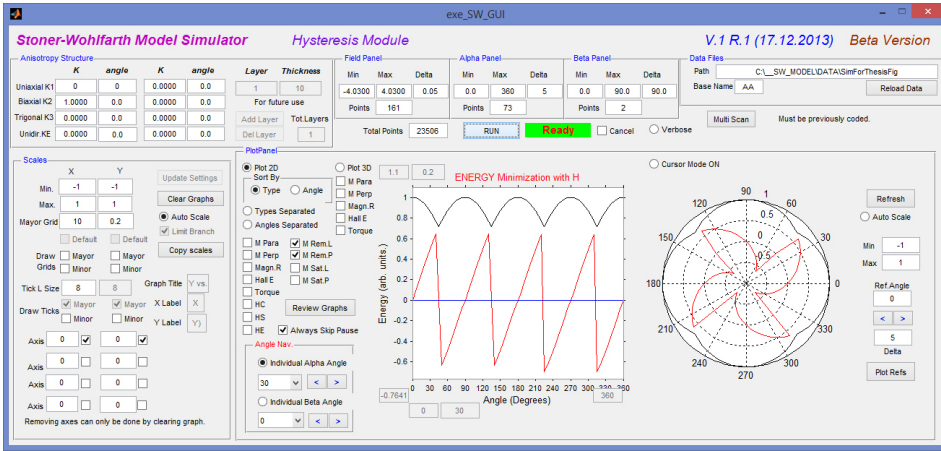 exe_SW_GUI
Stoner-Wohlfarth Model Simulator Hysteresis Module V.1 R.1 (17.12.2013) Beta Version
Anisotropy Structure Field Panel Alpha Panel Beta Panel Data Files
K angle K angle Layer Thickness
Min Max Delta Min Max Delta Min Max Delta
Path C:\__SW_MODEL\DATA\SimForThesisFig
Uniaxial K1 0 0 0.0000 0.0 1 10
-4.0300 4.0300 0.05 0.0 360 5 0.0 90.0 90.0
Base Name AA Reload Data
Biaxial K2 1.0000 0.0 0.0000 0.0 For future use
Points 161 Points 73 Points 2
Trigonal K3 0.0000 0.0 0.0000 0.0 Add Layer Tot.Layers
Multi Scan Must be previously coded.
Unidir.KE 0.0000 0.0 0.0000 0.0 Del Layer 1
Total Points 23506 RUN Ready Cancel Verbose
Scales
X Y
Min. -1 -1 Update Settings
Max. 1 1 Clear Graphs
Mayor Grid 10 0.2 Auto Scale
Default Default Limit Branch
Draw Grids Mayor Mayor Copy scales
Minor Minor
Tick L Size 8 8 Graph Title Y vs.
Draw Ticks Mayor Mayor X Label X
Minor Minor Y Label Y)
Axis 0 0
Axis 0 0
Axis 0 0
Axis 0 0
Removing axes can only be done by clearing graph.
PlotPanel
Plot 2D Plot 3D 1.1 0.2
Sort By M Para
Type Angle M Perp
Types Separated Magn.R
Angles Separated Hall E
Torque
M Para M Rem.L
M Perp M Rem.P
Magn.R M Sat.L
Hall E M Sat.P
Torque
HC
HS Review Graphs
HE Always Skip Pause
Angle Nav.
Individual Alpha Angle
30 < >
Individual Beta Angle
0 < >
ENERGY Minimization with H
Energy (arb. units.)
1
0.8
0.6
0.4
0.2
0
-0.2
-0.4
-0.6
-0.7641
0 30 60 90 120 150 180 210 240 270 300 330 360
Angle (Degrees)
360
0 30
Cursor Mode ON
90 1
120 60
0.5
150 0 30
-0.5
180 0
210 330
240 300
270
Refresh
Auto Scale
Min -1
Max 1
Ref.Angle
0
< >
5
Delta
Plot Refs